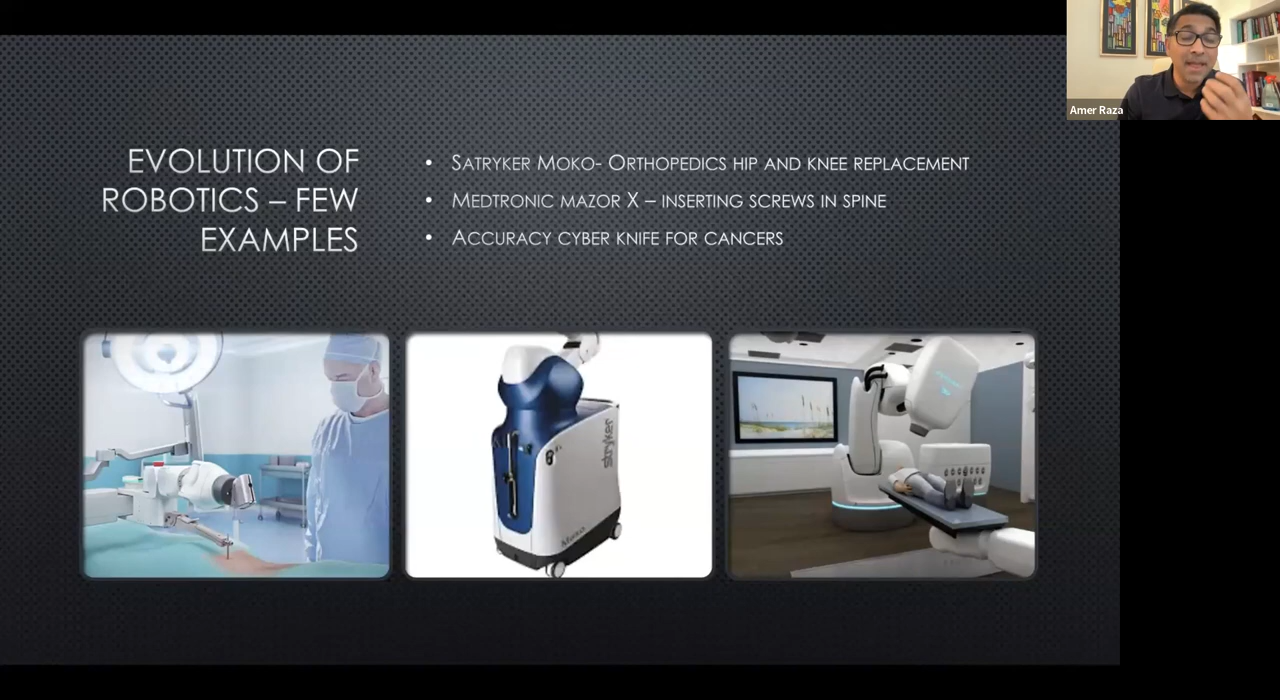 Amer Raza
EVOLUTION OF
ROBOTICS – FEW
EXAMPLES
• SATRYKER MOKO- ORTHOPEDICS HIP AND KNEE REPLACEMENT
• MEDTRONIC MAZOR X – INSERTING SCREWS IN SPINE
• ACCURACY CYBER KNIFE FOR CANCERS
stryker